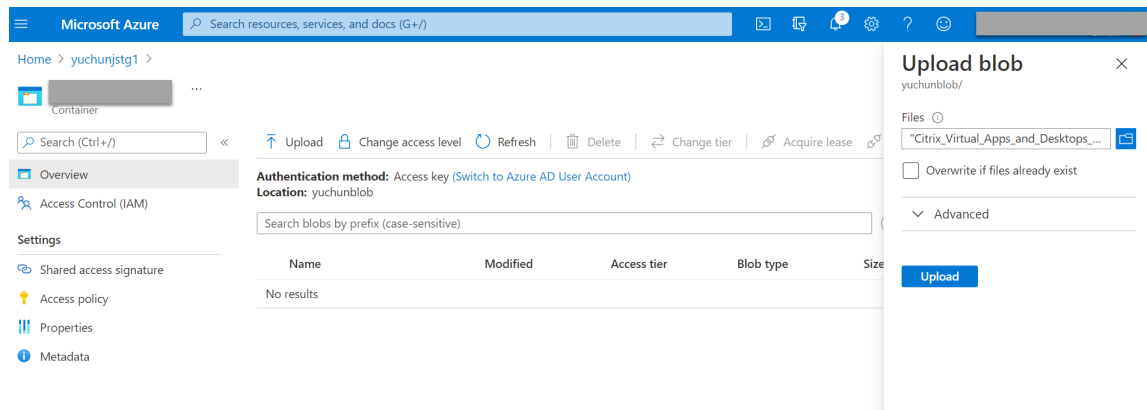 Microsoft Azure
Search resources, services, and docs (G+/)
3
Home > yuchunjstg1 >
...
Container
Search (Ctrl+/)
«
Overview
Access Control (IAM)
Settings
Shared access signature
Access policy
Properties
Metadata
Upload Change access level Refresh Delete Change tier Acquire lease
Authentication method: Access key (Switch to Azure AD User Account)
Location: yuchunblob
Search blobs by prefix (case-sensitive)
Name Modified Access tier Blob type Size
No results
Upload blob
yuchunblob/
Files
"Citrix_Virtual_Apps_and_Desktops_...
Overwrite if files already exist
Advanced
Upload